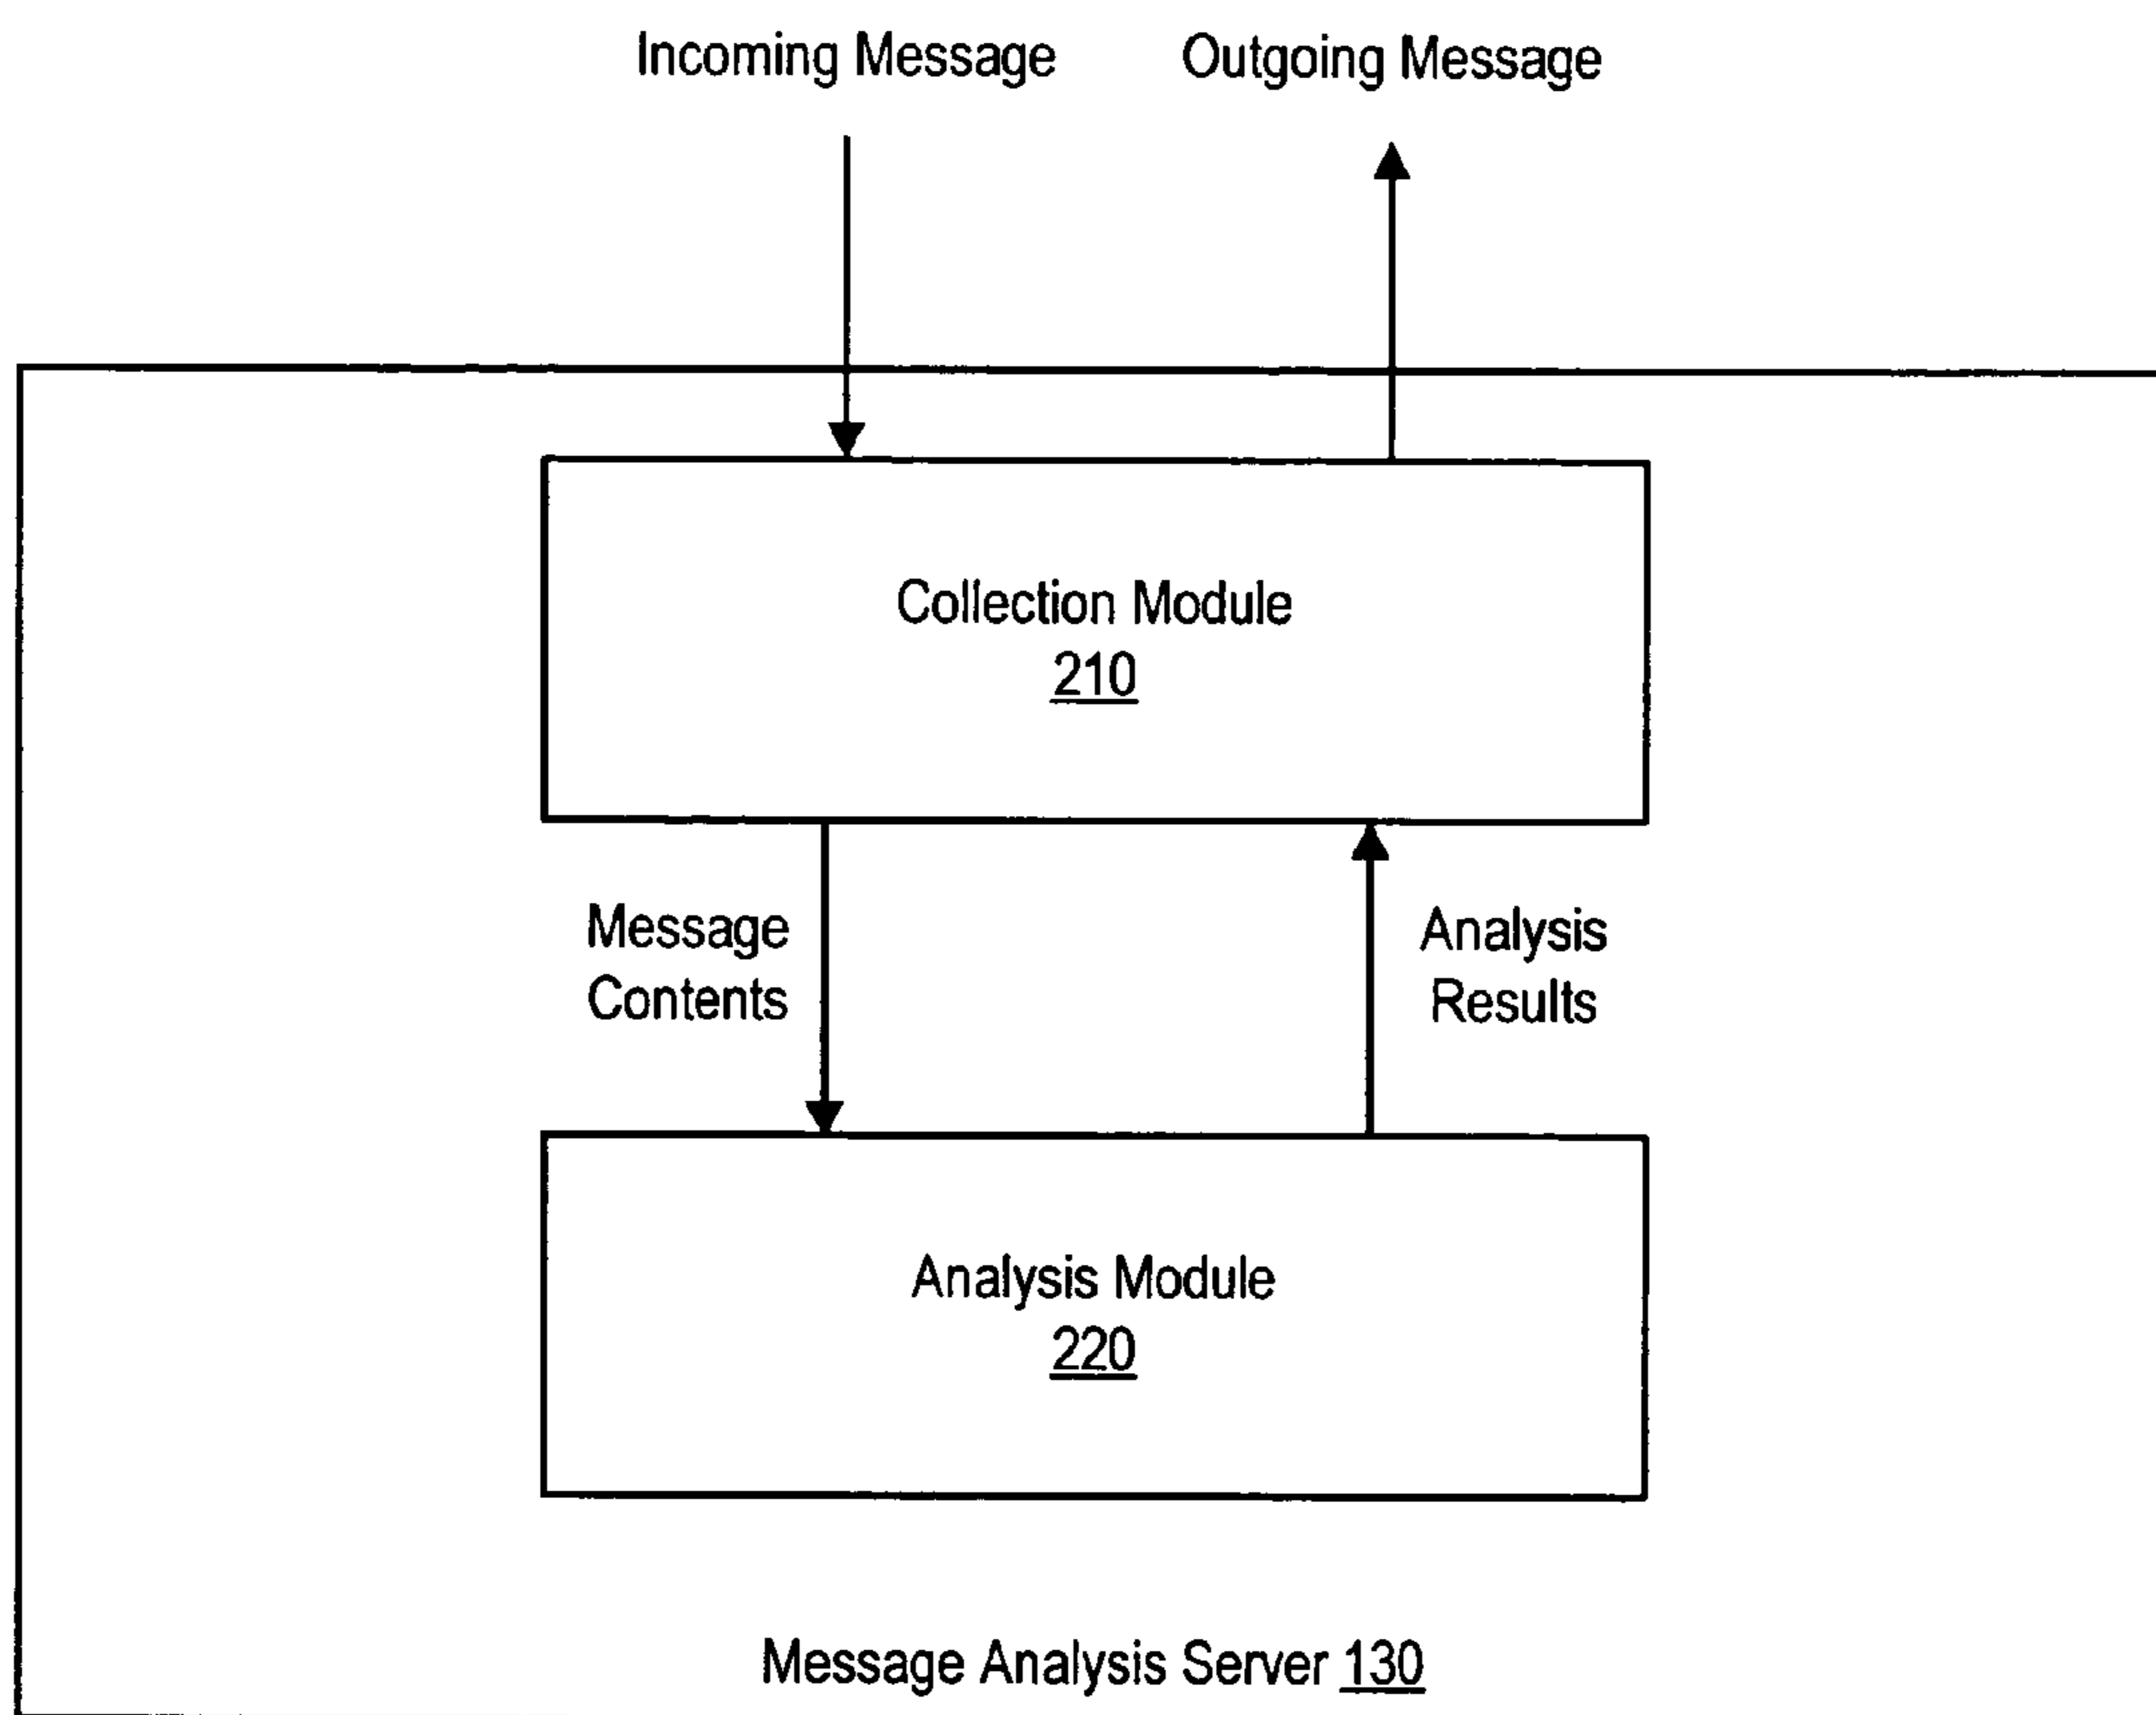 Incoming Message
Outgoing Message
Collection Module
210
Message
Contents
Analysis
Results
Analysis Module
220
Message Analysis Server 130